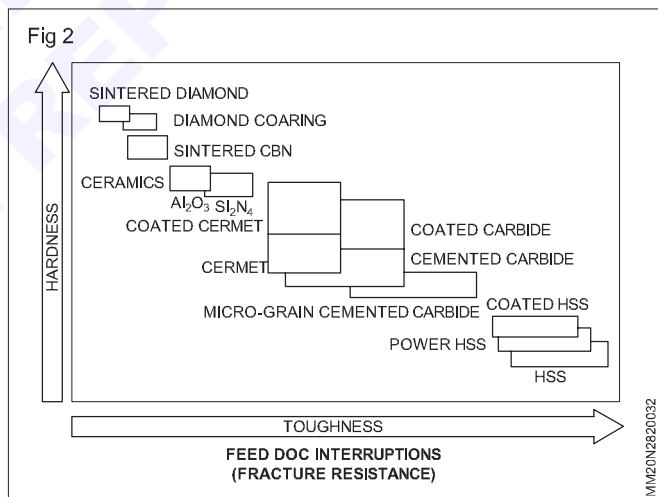 Fig 2
SINTERED DIAMOND
DIAMOND COARING
SINTERED CBN
CERAMICS
Al₂O₃
SI₂N₄
COATED CERMET
COATED CARBIDE
CERMET
CEMENTED CARBIDE
MICRO-GRAIN CEMENTED CARBIDE
COATED HSS
POWER HSS
HSS
HARDNESS
TOUGHNESS
FEED DOC INTERRUPTIONS
(FRACTURE RESISTANCE)
MM20N2820032